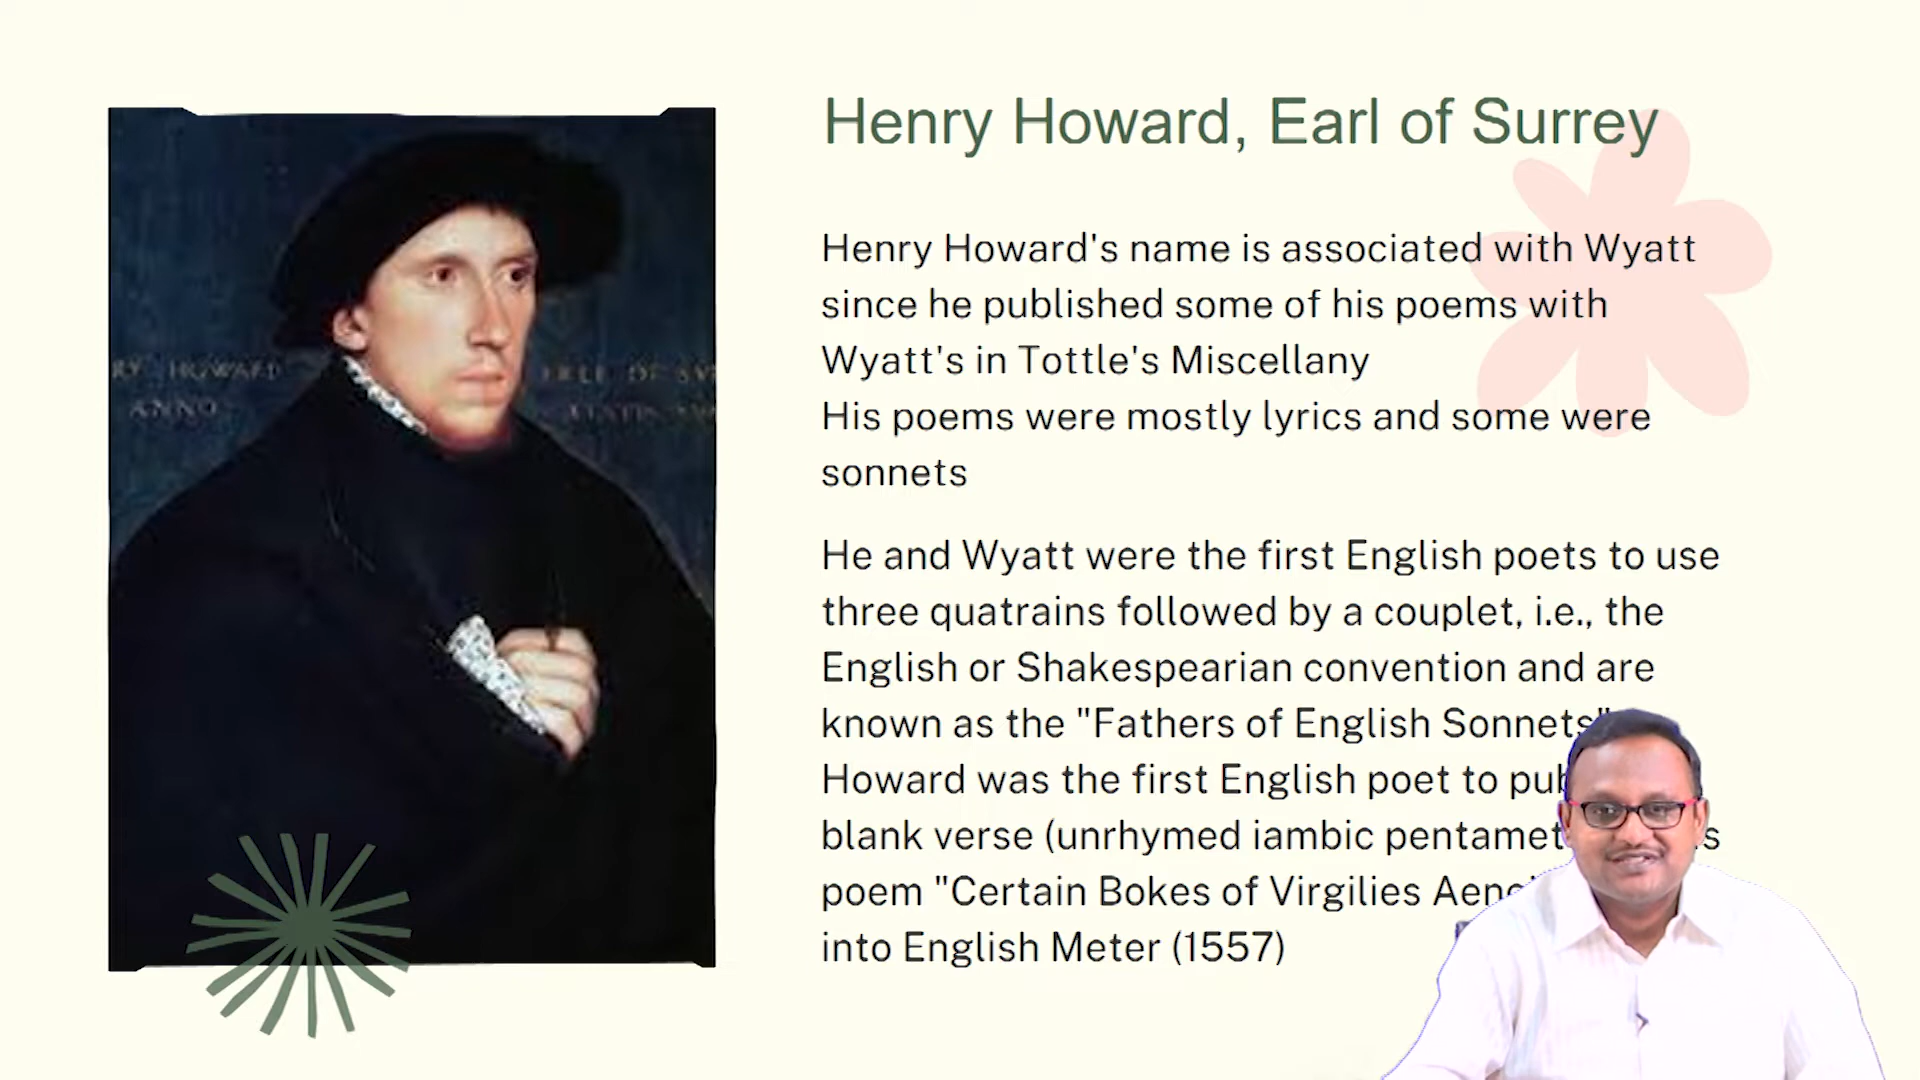 Henry Howard, Earl of Surrey
Henry Howard's name is associated with Wyatt
since he published some of his poems with
Wyatt's in Tottle's Miscellany
His poems were mostly lyrics and some were
sonnets
He and Wyatt were the first English poets to use
three quatrains followed by a couplet, i.e., the
English or Shakespearian convention and are
known as the "Fathers of English Sonnets"
Howard was the first English poet to
blank verse (unrhymed iambic
poem "Certain Bokes of Virgilies
into English Meter (1557)
HOWARD
ANNO